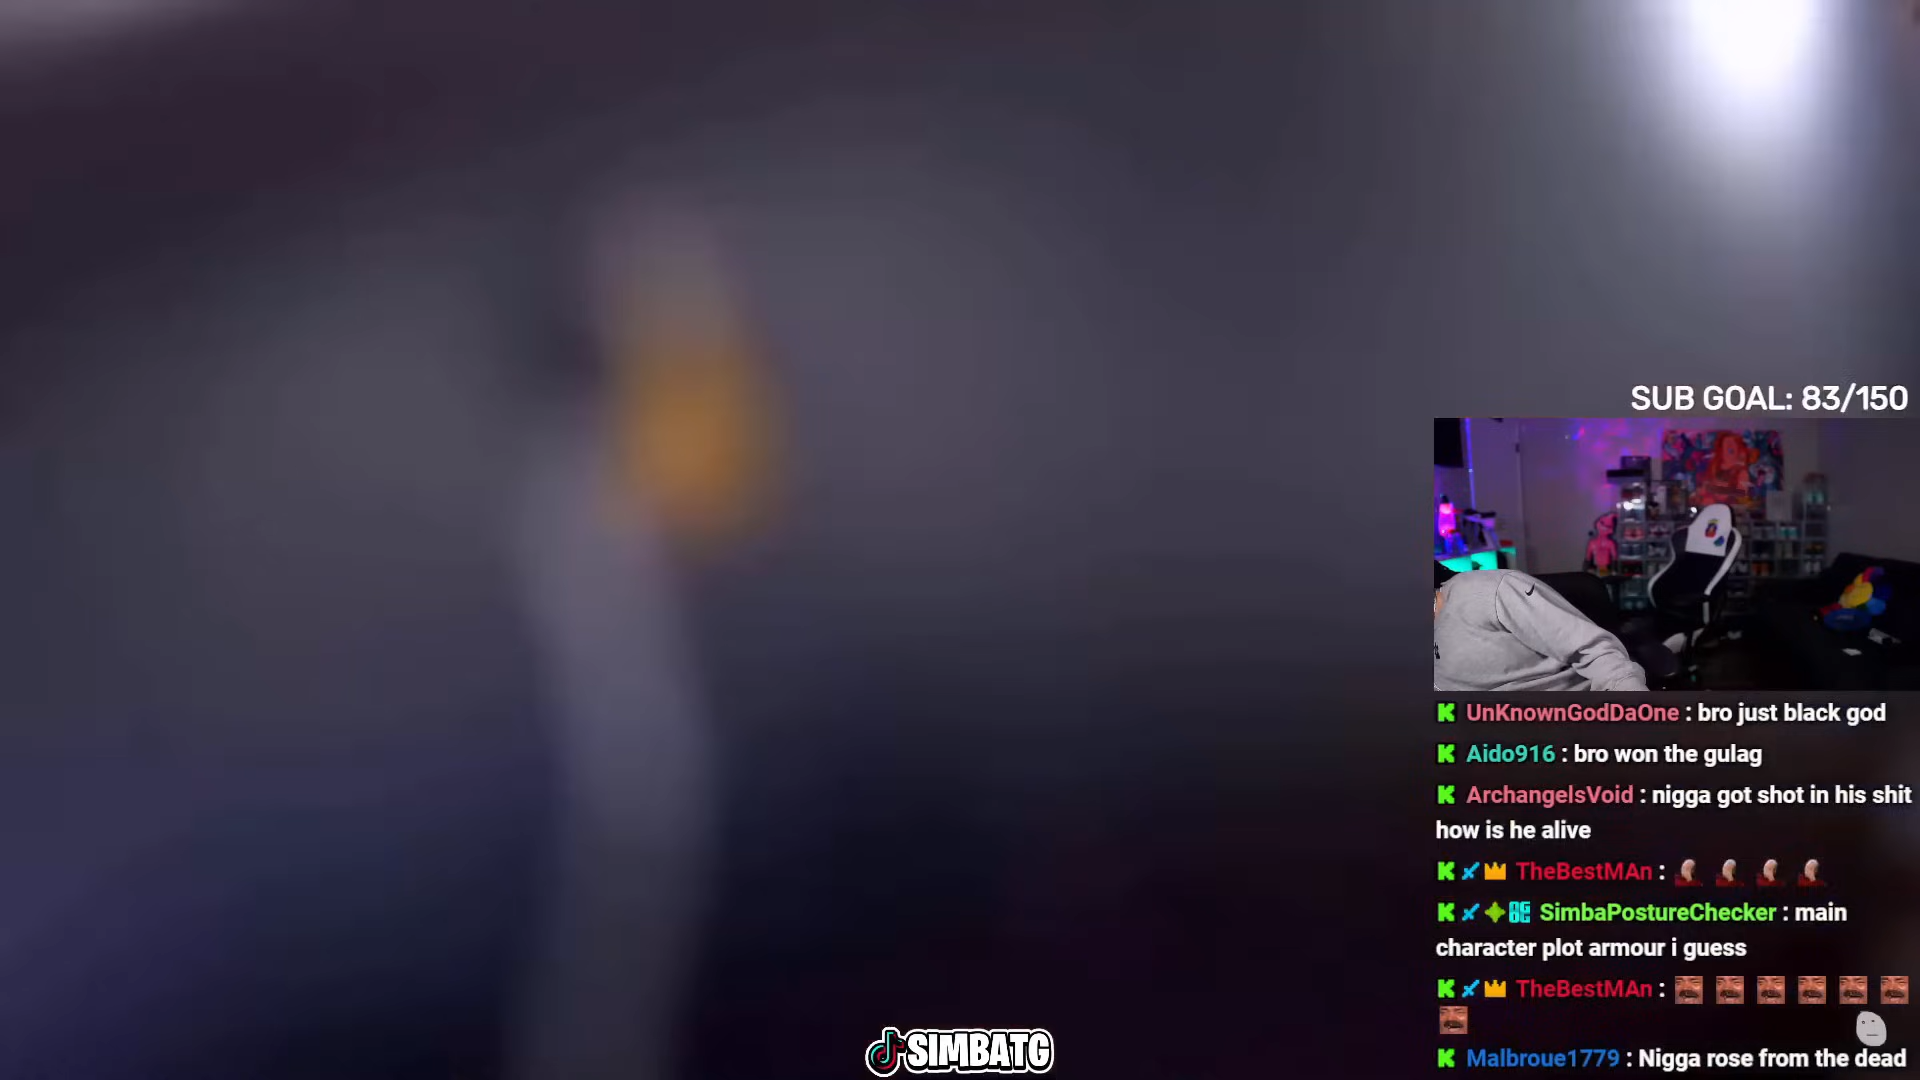 SUB GOAL: 83/150
UnKnownGodDaOne : bro just black god
Aido916 : bro won the gulag
ArchangelsVoid : nigga got shot in his shit
how is he alive
TheBestMAn :
SimbaPostureChecker : main
character plot armour i guess
TheBestMAn :
Malbroue1779 : Nigga rose from the dead
SIMBATG